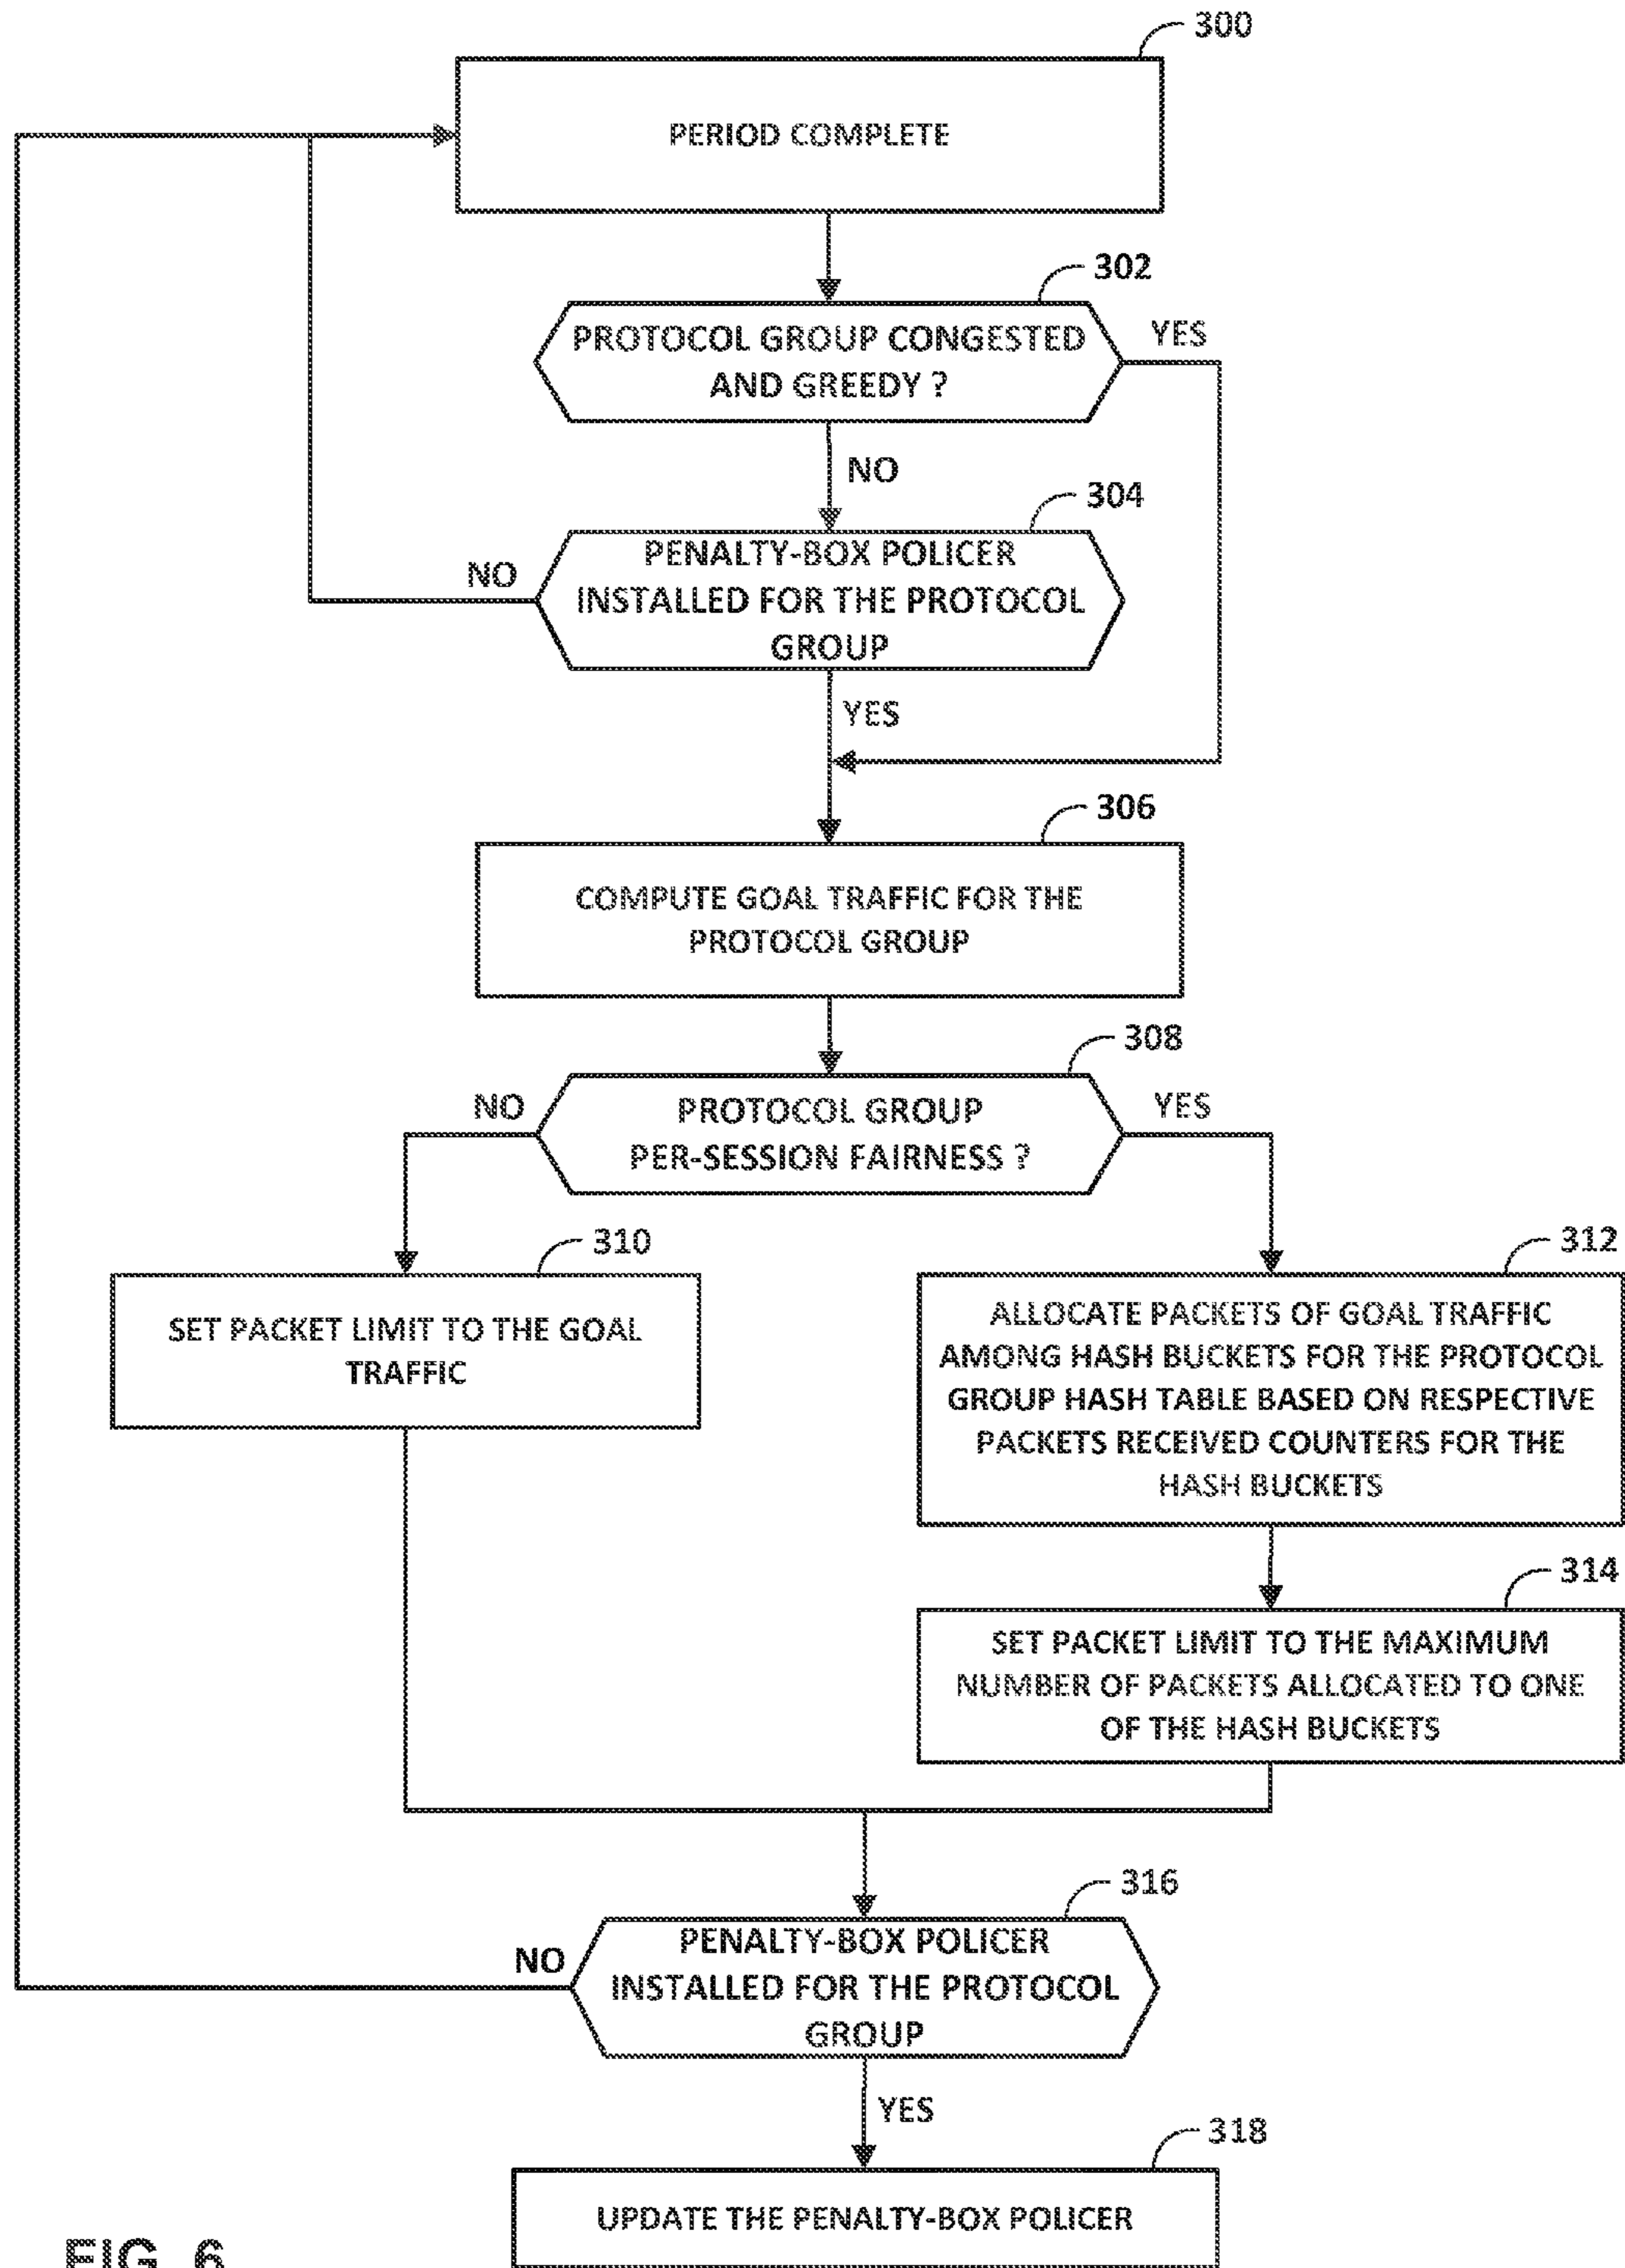 300
PERIOD COMPLETE
302
PROTOCOL GROUP CONGESTED
AND GREEDY ?
YES
NO
304
PENALTY-BOX POLICER
INSTALLED FOR THE PROTOCOL
GROUP
NO
YES
306
COMPUTE GOAL TRAFFIC FOR THE
PROTOCOL GROUP
308
PROTOCOL GROUP
PER-SESSION FAIRNESS ?
NO
YES
310
SET PACKET LIMIT TO THE GOAL
TRAFFIC
312
ALLOCATE PACKETS OF GOAL TRAFFIC
AMONG HASH BUCKETS FOR THE PROTOCOL
GROUP HASH TABLE BASED ON RESPECTIVE
PACKETS RECEIVED COUNTERS FOR THE
HASH BUCKETS
314
SET PACKET LIMIT TO THE MAXIMUM
NUMBER OF PACKETS ALLOCATED TO ONE
OF THE HASH BUCKETS
316
PENALTY-BOX POLICER
INSTALLED FOR THE PROTOCOL
GROUP
NO
YES
318
UPDATE THE PENALTY-BOX POLICER
FIG. 6